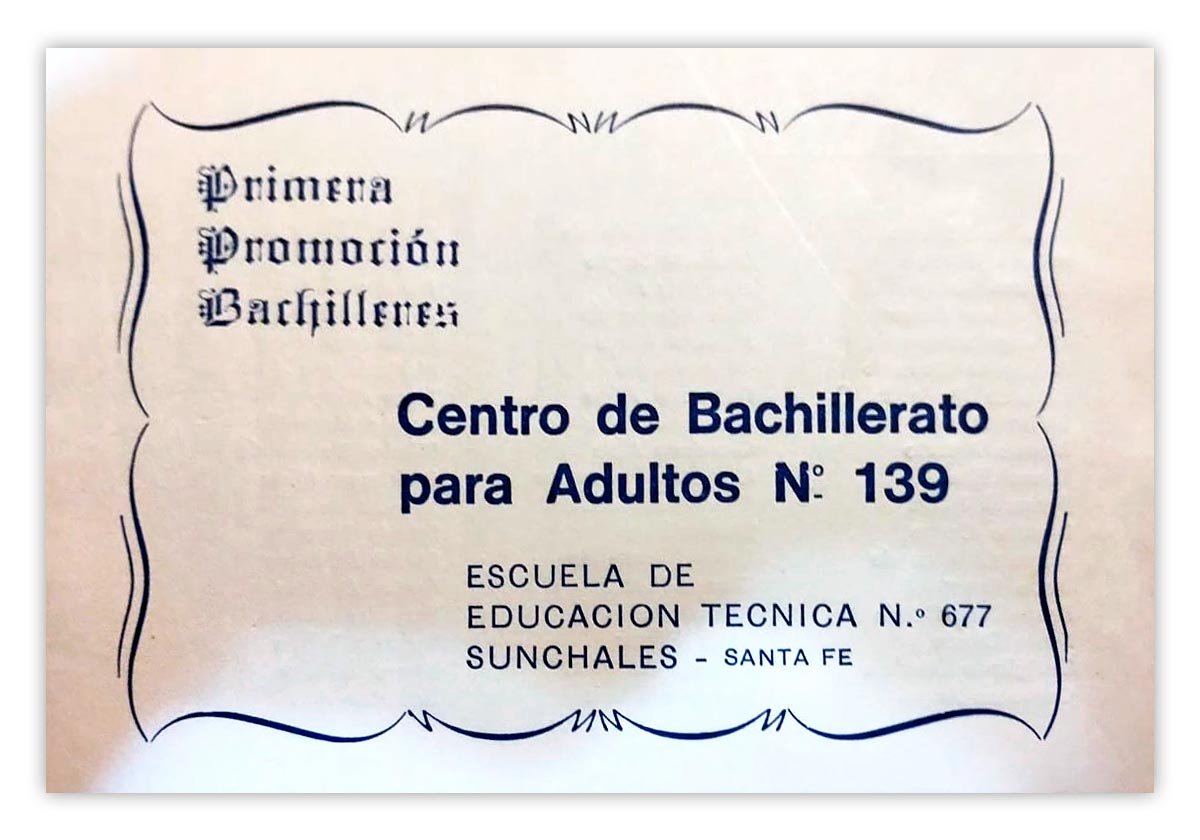 Primera
Promoción
Bachilleres
Centro de Bachillerato
para Adultos Nº 139
ESCUELA DE
EDUCACION TECNICA N.º 677
SUNCHALES - SANTA FE